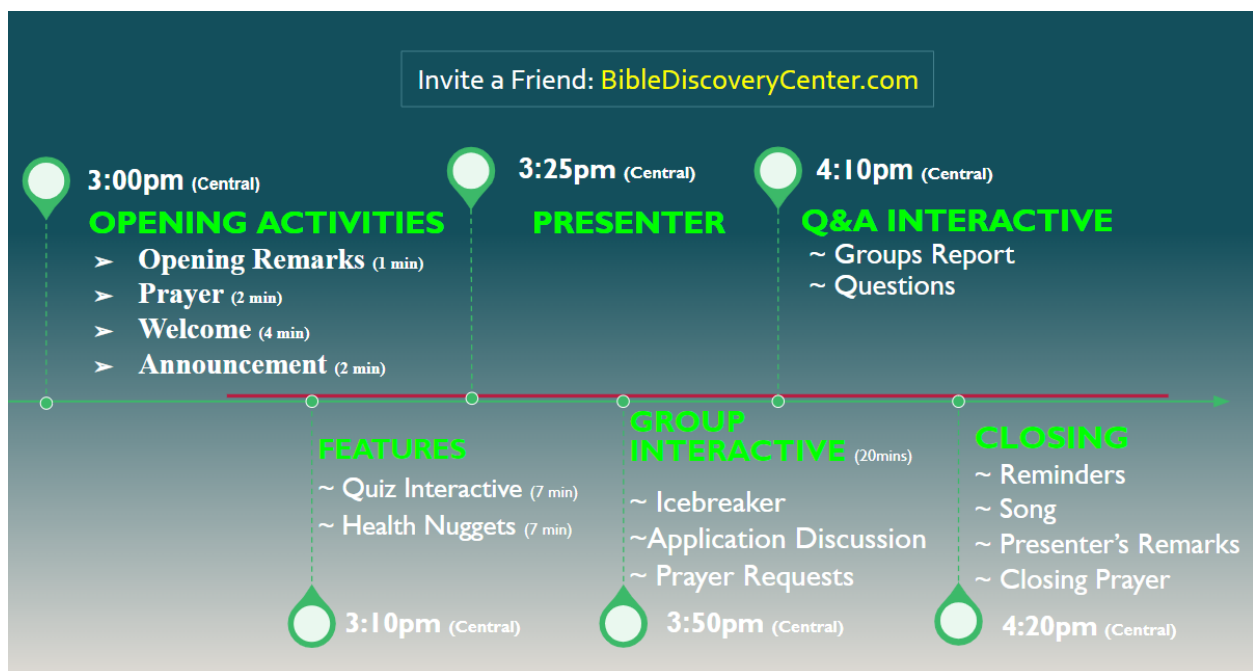 Invite a Friend: BibleDiscoveryCenter.com
3:00pm (Central)
OPENING ACTIVITIES
➢ Opening Remarks (1 min)
➢ Prayer (2 min)
➢ Welcome (4 min)
➢ Announcement (2 min)
3:25pm (Central)
PRESENTER
4:10pm (Central)
Q&A INTERACTIVE
~ Groups Report
~ Questions
FEATURES
~ Quiz Interactive (7 min)
~ Health Nuggets (7 min)
3:10pm (Central)
GROUP
INTERACTIVE (20mins)
~ Icebreaker
~Application Discussion
~ Prayer Requests
3:50pm (Central)
CLOSING
~ Reminders
~ Song
~ Presenter's Remarks
~ Closing Prayer
4:20pm (Central)